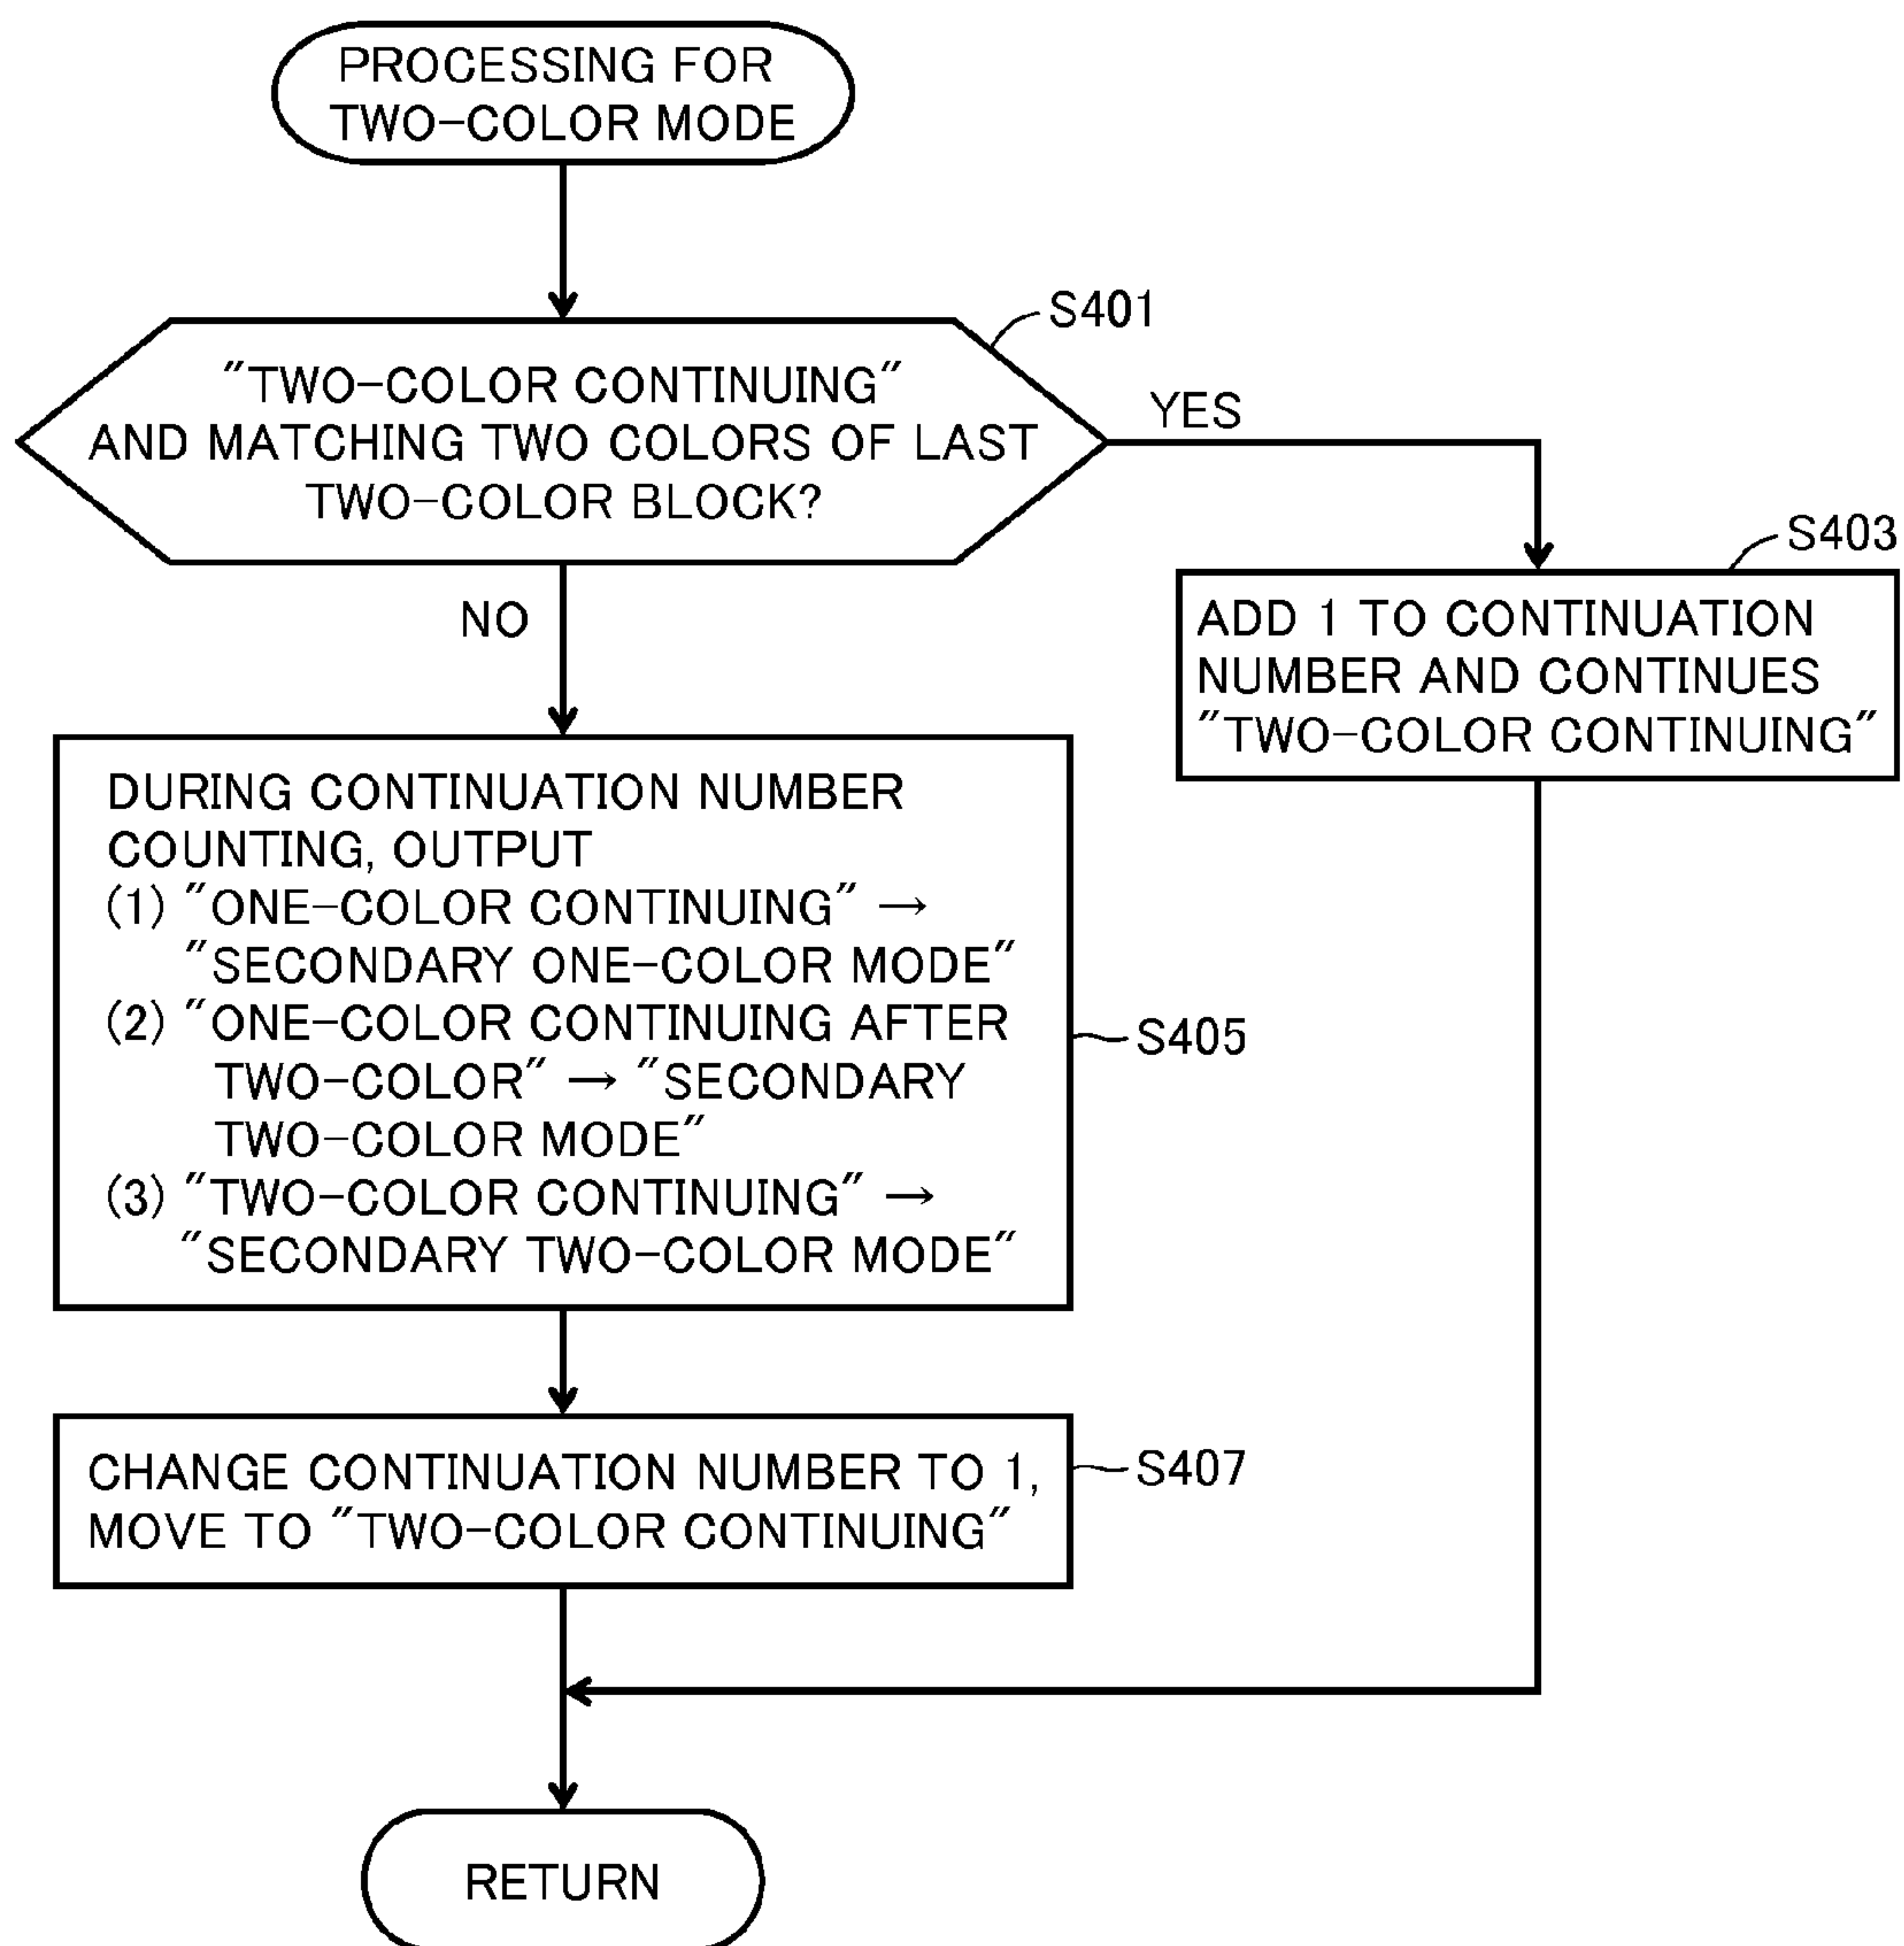 PROCESSING FOR
TWO-COLOR MODE
S401
"TWO-COLOR CONTINUING"
AND MATCHING TWO COLORS OF LAST
TWO-COLOR BLOCK?
YES
NO
S403
ADD 1 TO CONTINUATION
NUMBER AND CONTINUES
"TWO-COLOR CONTINUING"
DURING CONTINUATION NUMBER
COUNTING, OUTPUT
(1) "ONE-COLOR CONTINUING" →
"SECONDARY ONE-COLOR MODE"
(2) "ONE-COLOR CONTINUING AFTER
TWO-COLOR" → "SECONDARY
TWO-COLOR MODE"
(3) "TWO-COLOR CONTINUING" →
"SECONDARY TWO-COLOR MODE"
S405
CHANGE CONTINUATION NUMBER TO 1,
MOVE TO "TWO-COLOR CONTINUING"
S407
RETURN